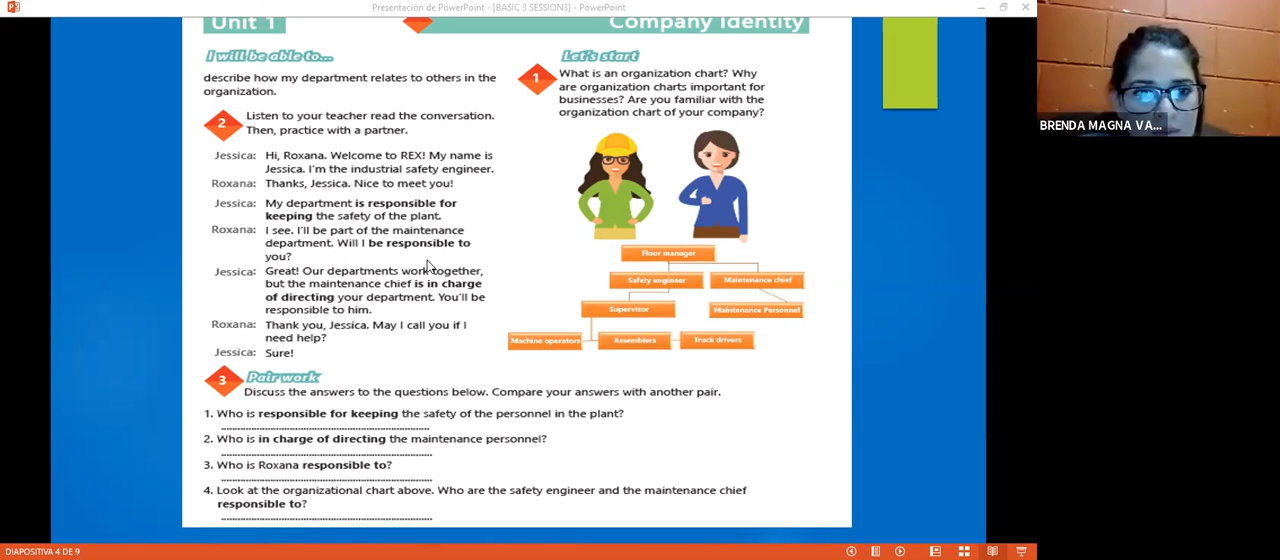 Presentación de PowerPoint - [BASIC 3 SESSION3] - PowerPoint
Unit 1
Company Identity
I will be able to...
describe how my department relates to others in the
organization.
2 Listen to your teacher read the conversation.
Then, practice with a partner.
Jessica: Hi, Roxana. Welcome to REX! My name is
Jessica. I'm the industrial safety engineer.
Roxana: Thanks, Jessica. Nice to meet you!
Jessica: My department is responsible for
keeping the safety of the plant.
Roxana: I see. I'll be part of the maintenance
department. Will I be responsible to
you?
Jessica: Great! Our departments work together,
but the maintenance chief is in charge
of directing your department. You'll be
responsible to him.
Roxana: Thank you, Jessica. May I call you if I
need help?
Jessica: Sure!
Let's start
1 What is an organization chart? Why
are organization charts important for
businesses? Are you familiar with the
organization chart of your company?
Floor manager
Safety engineer Maintenance chief
Supervisor Maintenance Personnel
Machine operators Assemblers Truck drivers
3 Pair work
Discuss the answers to the questions below. Compare your answers with another pair.
1. Who is responsible for keeping the safety of the personnel in the plant?
2. Who is in charge of directing the maintenance personnel?
3. Who is Roxana responsible to?
4. Look at the organizational chart above. Who are the safety engineer and the maintenance chief
responsible to?
BRENDA MAGNA VA...
DIAPOSITIVA 4 DE 9